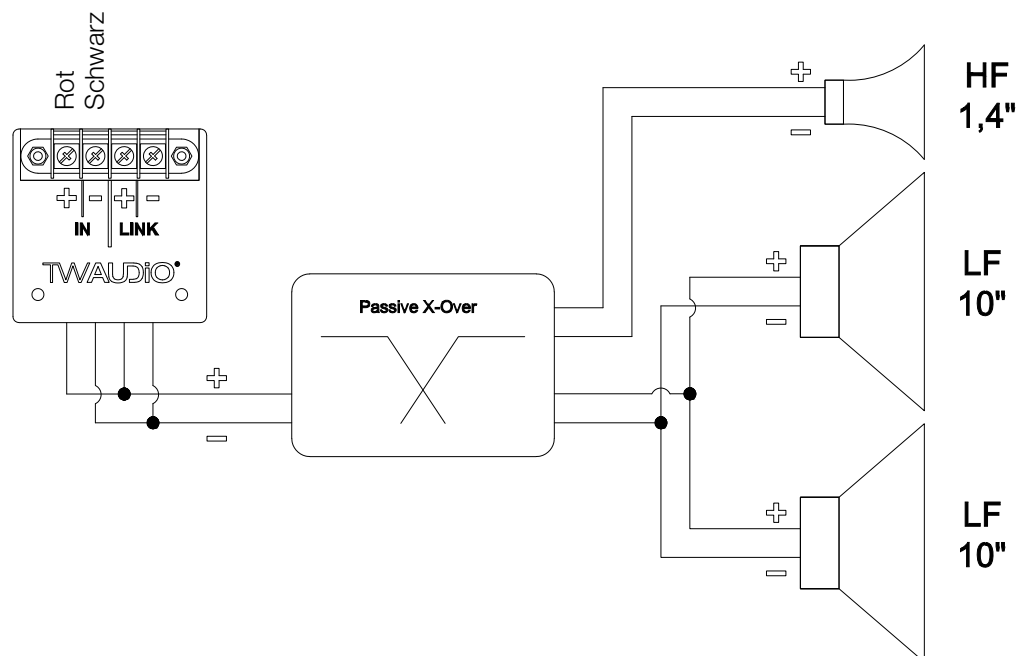 Rot
Schwarz
+ - + -
IN LINK
TWAUDiO
+
-
Passive X-Over
+
-
HF
1,4"
+
-
LF
10"
+
-
LF
10"